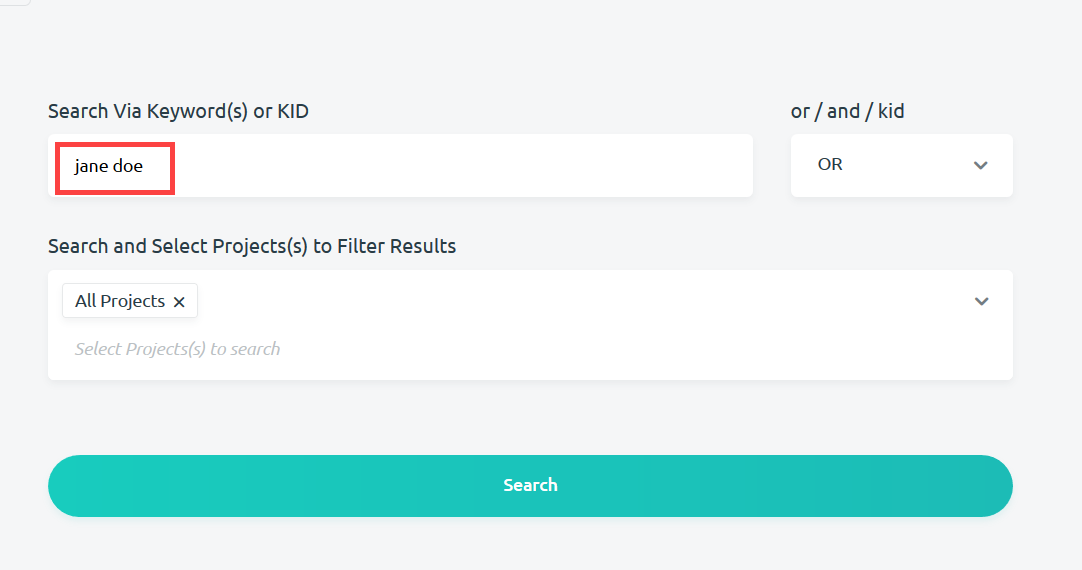 Search Via Keyword(s) or KID
or / and / kid
jane doe
OR
Search and Select Projects(s) to Filter Results
All Projects ×
Select Projects(s) to search
Search